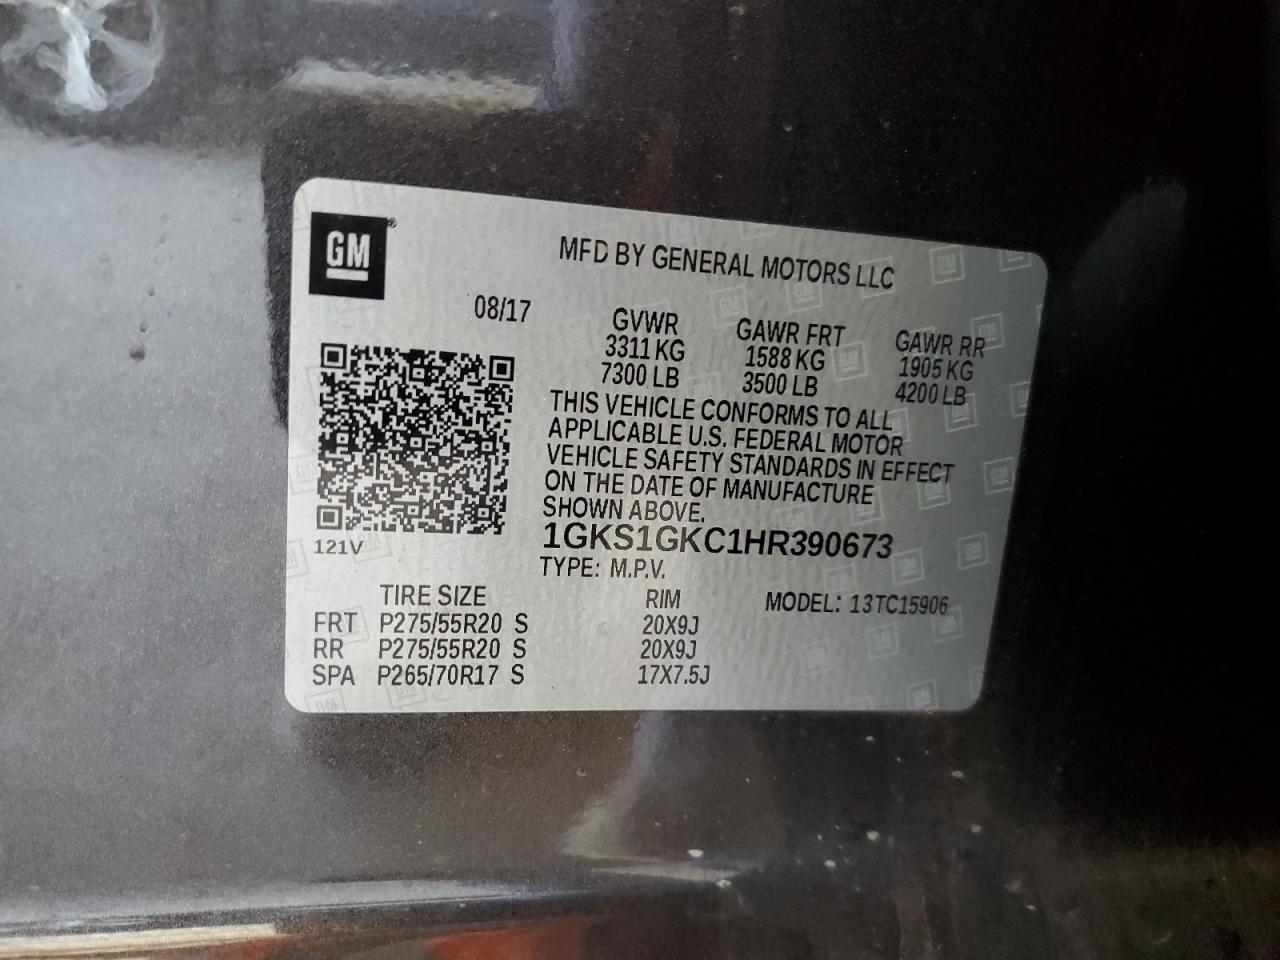 GM®
MFD BY GENERAL MOTORS LLC
08/17
GVWR GAWR FRT GAWR RR
3311 KG 1588 KG 1905 KG
7300 LB 3500 LB 4200 LB
THIS VEHICLE CONFORMS TO ALL
APPLICABLE U.S. FEDERAL MOTOR
VEHICLE SAFETY STANDARDS IN EFFECT
ON THE DATE OF MANUFACTURE
SHOWN ABOVE.
1GKS1GKC1HR390673
121V
TYPE: M.P.V.
TIRE SIZE RIM MODEL: 13TC15906
FRT P275/55R20 S 20X9J
RR P275/55R20 S 20X9J
SPA P265/70R17 S 17X7.5J